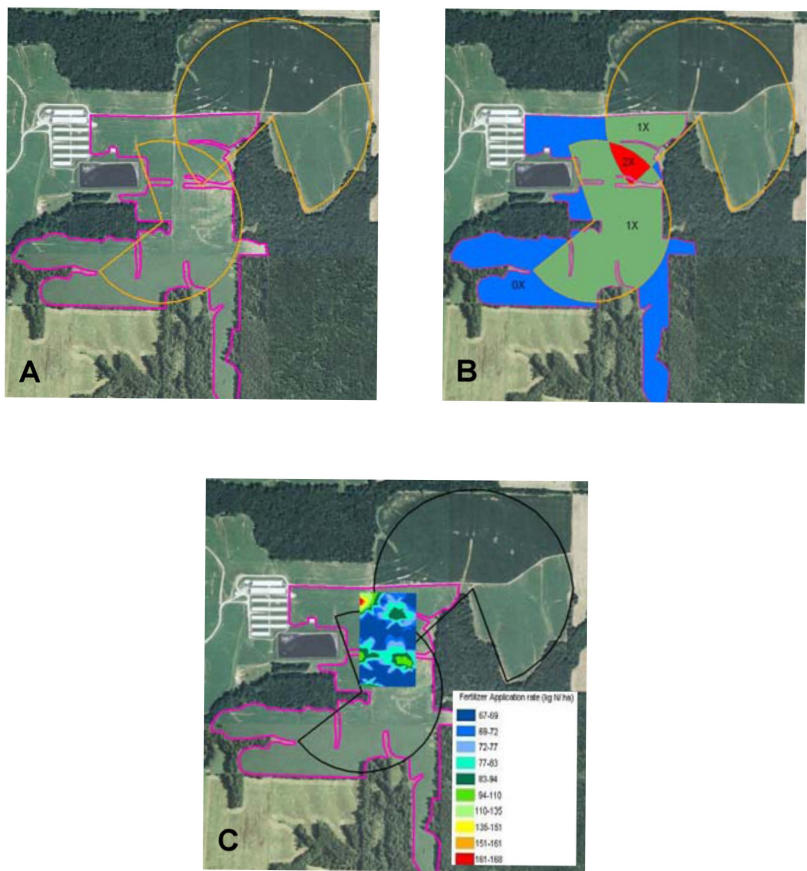 A
1X
2X
1X
0X
B
Fertilizer Application rate (kg N/ha)
67-69
69-72
72-77
77-83
83-94
94-110
110-135
135-151
151-161
161-168
C